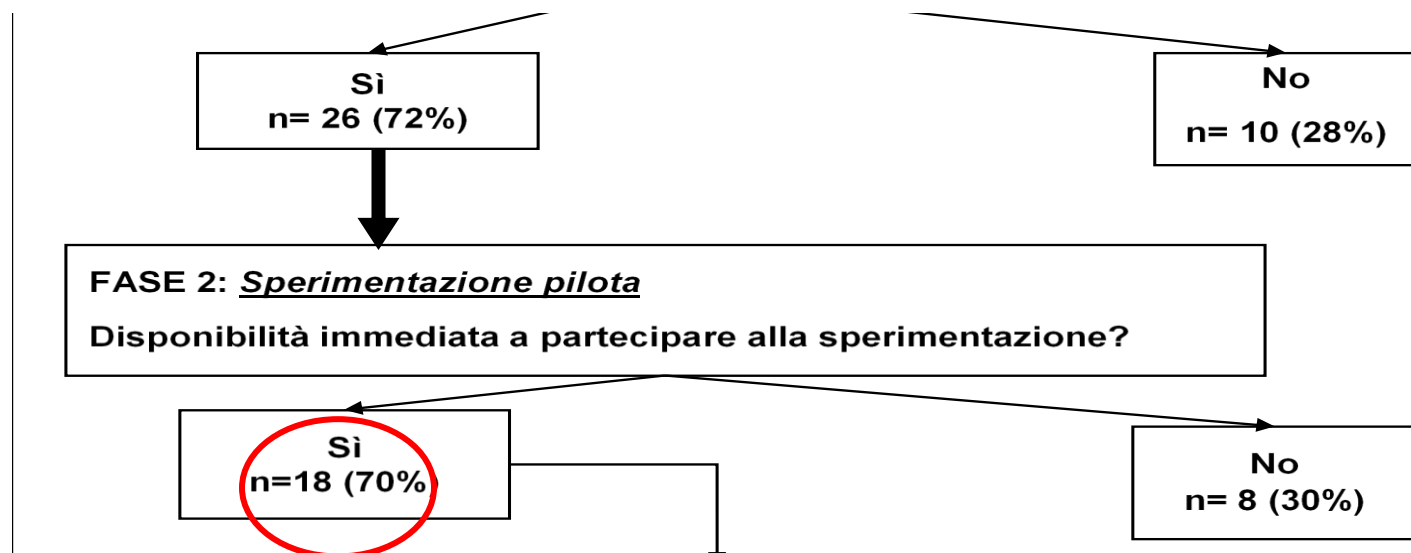 Sì
n= 26 (72%)
No
n= 10 (28%)
FASE 2: Sperimentazione pilota
Disponibilità immediata a partecipare alla sperimentazione?
Sì
n=18 (70%)
No
n= 8 (30%)